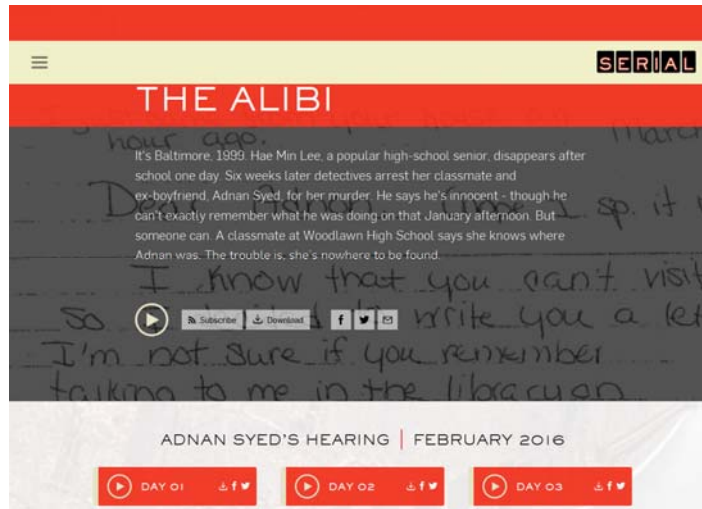 SERIAL
THE ALIBI
hour ago.
March
It's Baltimore, 1999. Hae Min Lee, a popular high-school senior, disappears after
school one day. Six weeks later detectives arrest her classmate and
ex-boyfriend, Adnan Syed, for her murder. He says he's innocent - though he
can't exactly remember what he was doing on that January afternoon. But
someone can. A classmate at Woodlawn High School says she knows where
Adnan was. The trouble is, she's nowhere to be found.
Dear Adnan sp. it
I know that you can't visit
so write you a let
Subscribe Download
I'm not sure if you remember
talking to me in the library on
ADNAN SYED'S HEARING | FEBRUARY 2016
DAY 01 DAY 02 DAY 03